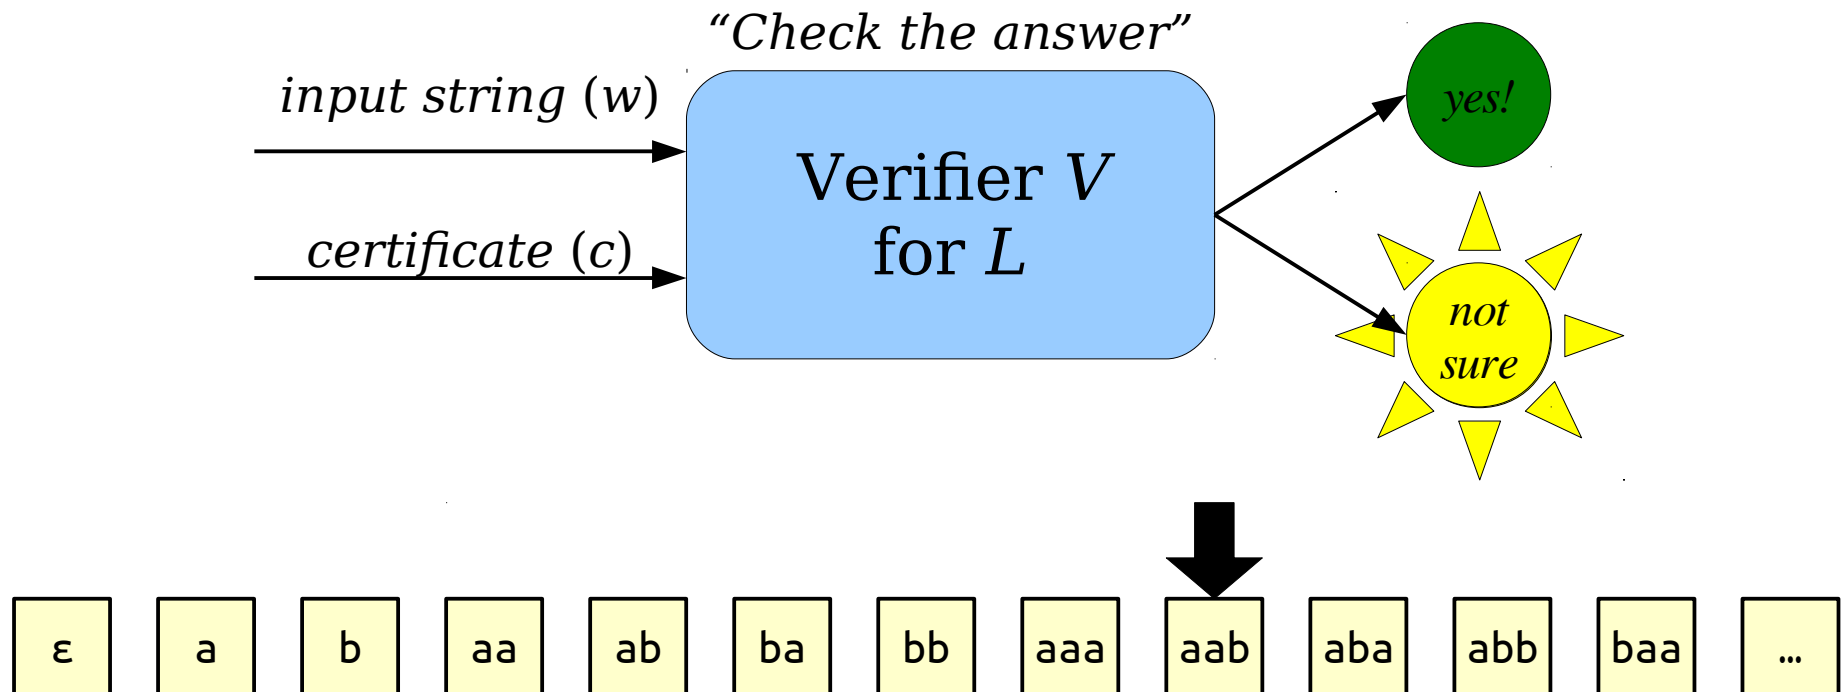 “Check the answer”
input string (w)
certificate (c)
Verifier V
for L
yes!
not
sure
ε a b aa ab ba bb aaa aab aba abb baa …